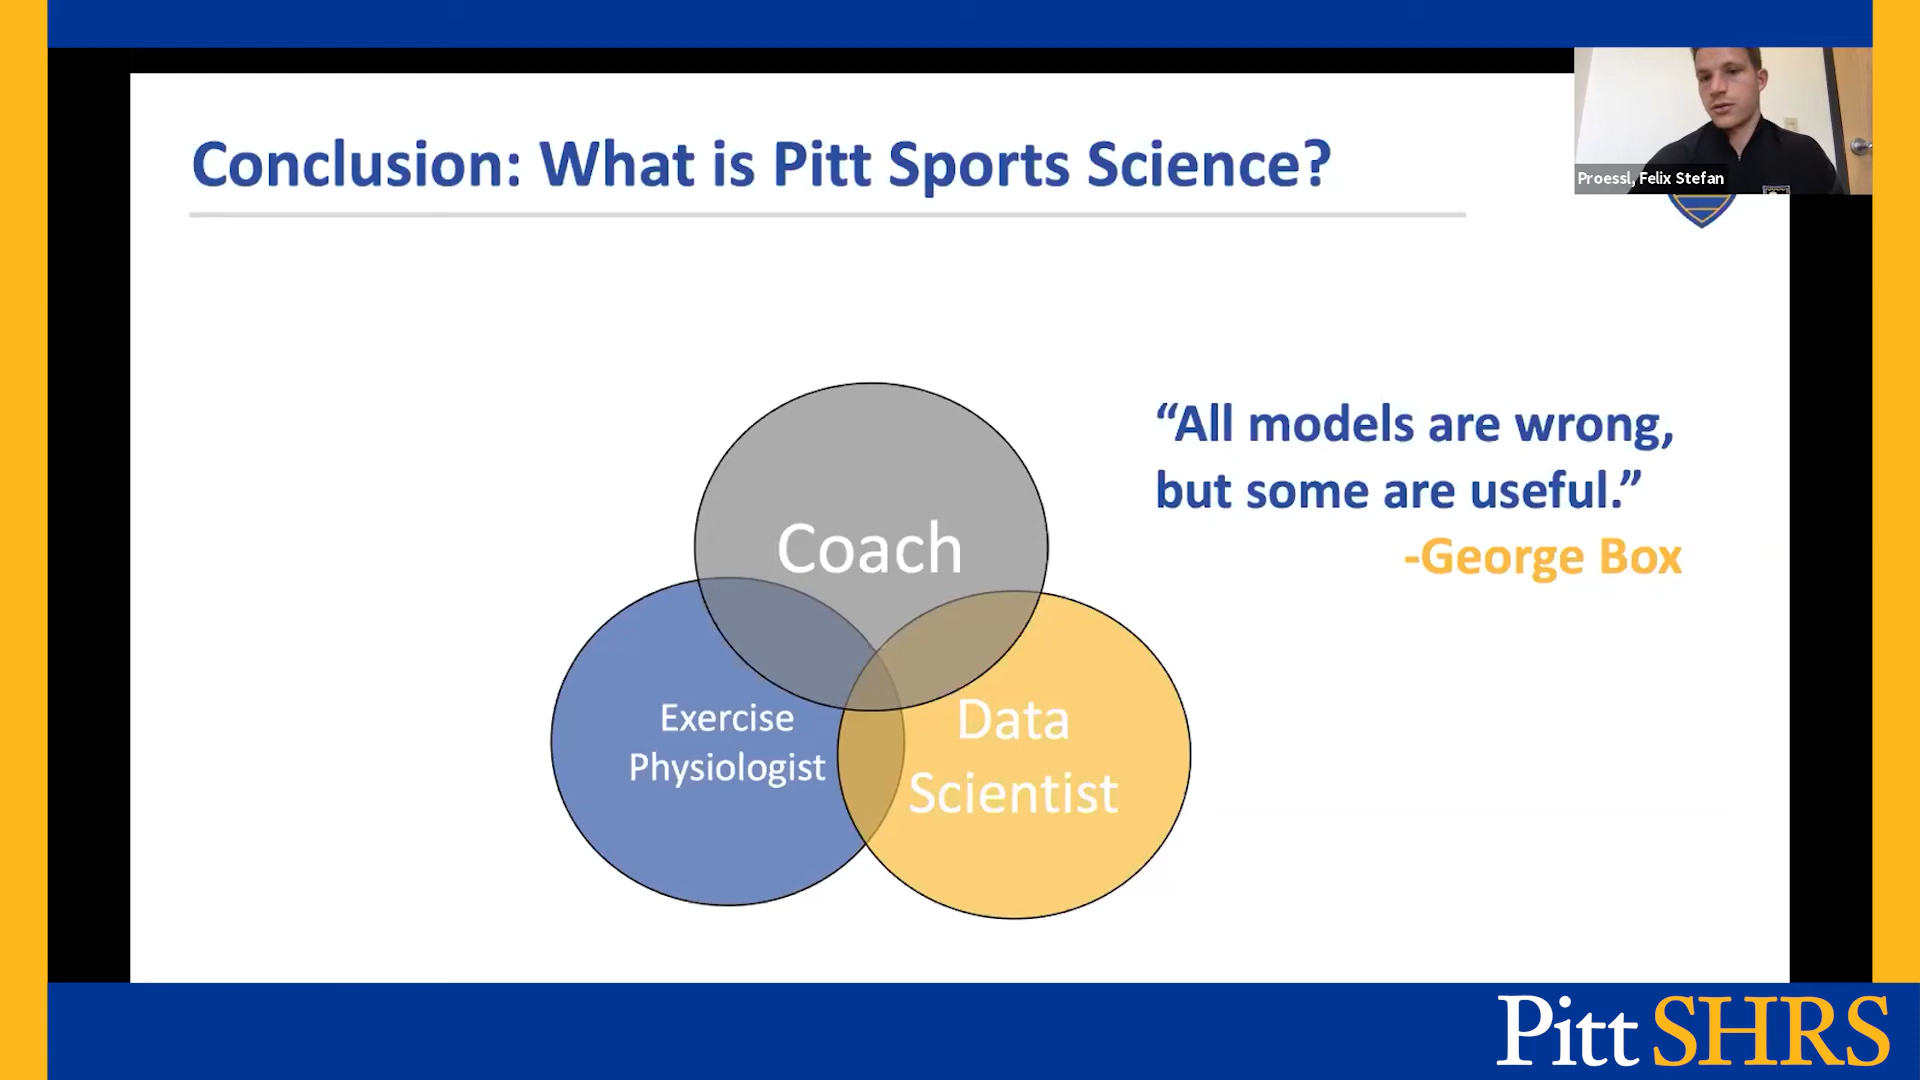 Conclusion: What is Pitt Sports Science?
Proessl, Felix Stefan
“All models are wrong,
but some are useful.”
-George Box
Coach
Exercise
Physiologist
Data
Scientist
Pitt SHRS